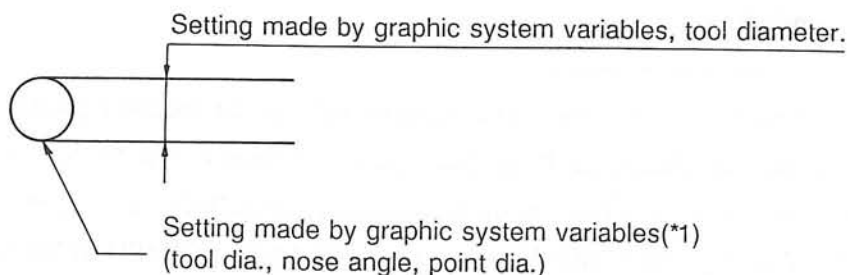 Setting made by graphic system variables, tool diameter.
Setting made by graphic system variables(*1)
(tool dia., nose angle, point dia.)